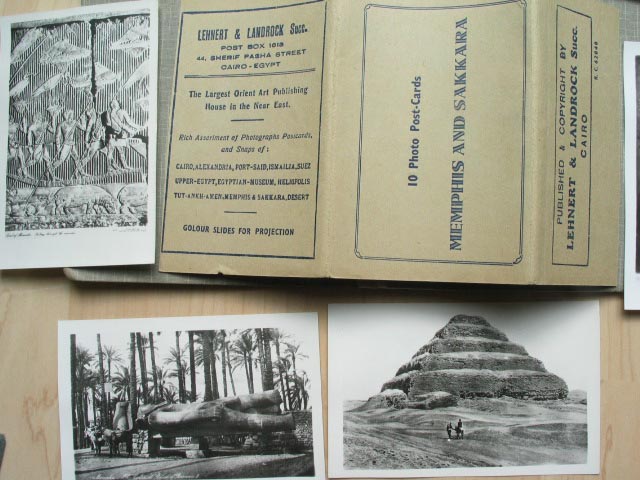 LEHNERT & LANDROCK Succ.
POST BOX 1013
44, SHERIF PASHA STREET
CAIRO-EGYPT
The Largest Orient Art Publishing
House in the Near East.
Rich Assortment of Photographs Postcards,
and Snaps of :
CAIRO, ALEXANDRIA, PORT-SAID, ISMAILIA, SUEZ
UPPER-EGYPT, EGYPTIAN-MUSEUM, HELIOPOLIS
TUT-ANKH-AMEN, MEMPHIS & SAKKARA, DESERT
COLOUR SLIDES FOR PROJECTION
10 Photo Post-Cards
MEMPHIS AND SAKKARA
PUBLISHED & COPYRIGHT BY
LEHNERT & LANDROCK Succ.
CAIRO